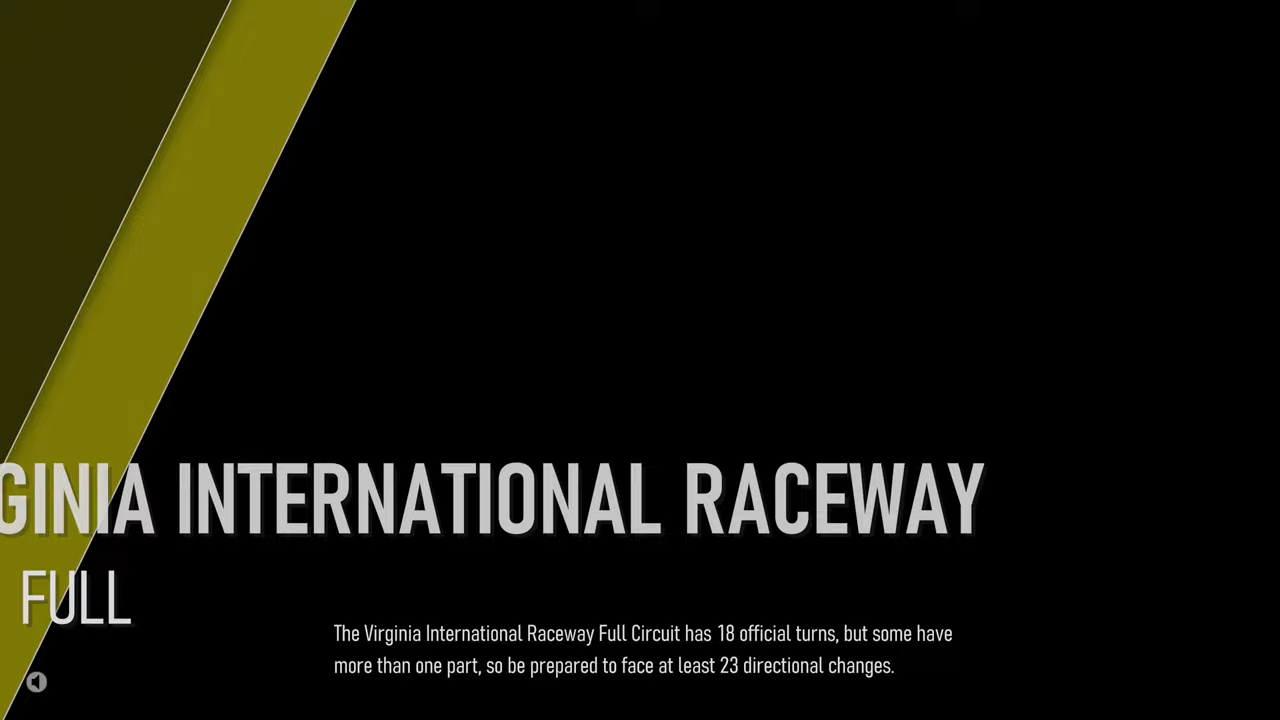 GINIA INTERNATIONAL RACEWAY
FULL
The Virginia International Raceway Full Circuit has 18 official turns, but some have
more than one part, so be prepared to face at least 23 directional changes.